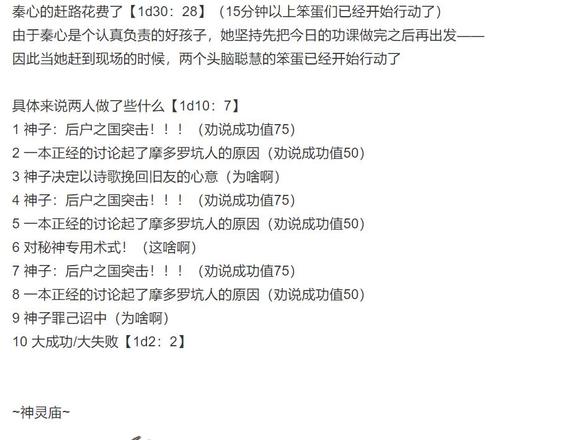 秦心的赶路花费了【1d30：28】（15分钟以上笨蛋们已经开始行动了）
由于秦心是个认真负责的好孩子，她坚持先把今日的功课做完之后再出发——
因此当她赶到现场的时候，两个头脑聪慧的笨蛋已经开始行动了
具体来说两人做了些什么【1d10：7】
1 神子：后户之国突击！！！（劝说成功值75）
2 一本正经的讨论起了摩多罗坑人的原因（劝说成功值50）
3 神子决定以诗歌挽回旧友的心意（为啥啊）
4 神子：后户之国突击！！！（劝说成功值75）
5 一本正经的讨论起了摩多罗坑人的原因（劝说成功值50）
6 对秘神专用术式！（这啥啊）
7 神子：后户之国突击！！！（劝说成功值75）
8 一本正经的讨论起了摩多罗坑人的原因（劝说成功值50）
9 神子罪己诏中（为啥啊）
10 大成功/大失败【1d2：2】
~神灵庙~